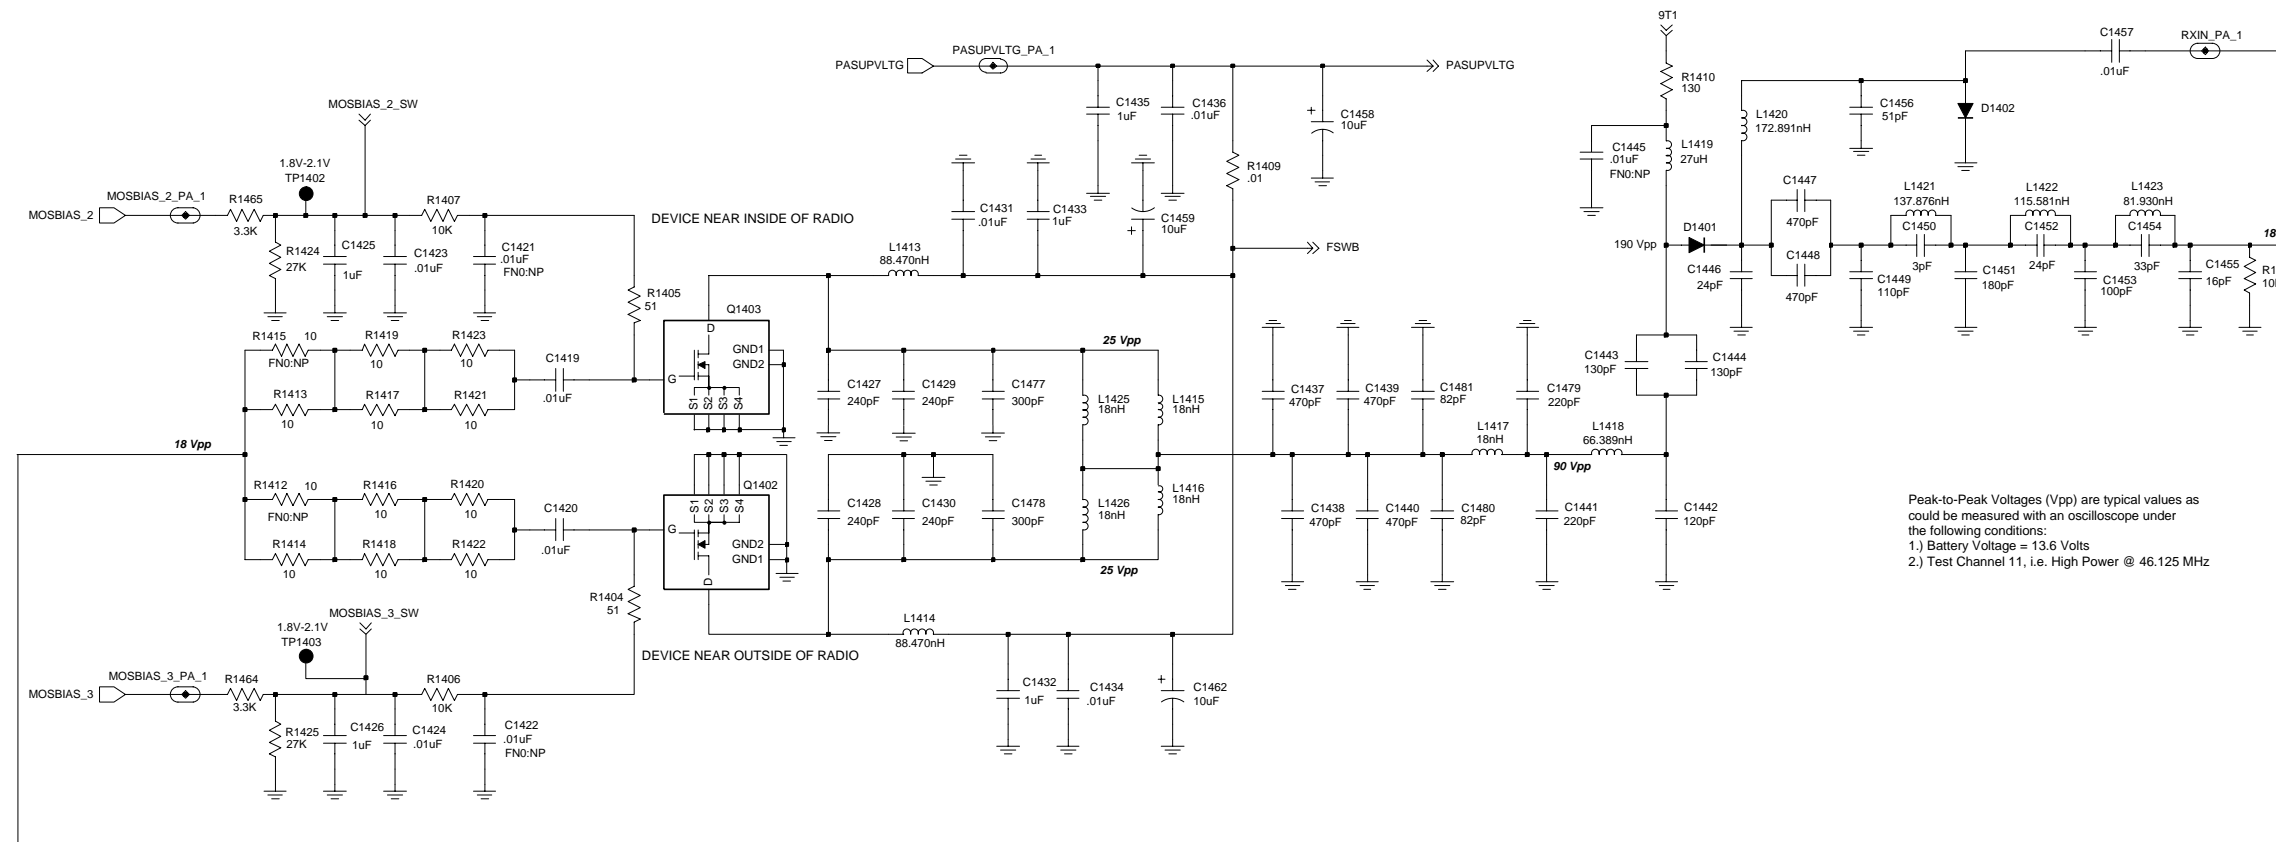 9T1
R1410
130
C1457
.01uF
RXIN_PA_1
PASUPVLTG
PASUPVLTG_PA_1
PASUPVLTG
C1435
1uF
C1436
.01uF
C1458
10uF
R1409
.01
L1420
172.891nH
C1456
51pF
D1402
C1445
.01uF
FN0:NP
L1419
27uH
MOSBIAS_2_SW
1.8V-2.1V
TP1402
MOSBIAS_2
MOSBIAS_2_PA_1
R1465
3.3K
R1424
27K
C1425
1uF
C1423
.01uF
R1407
10K
C1421
.01uF
FN0:NP
DEVICE NEAR INSIDE OF RADIO
C1431
.01uF
C1433
1uF
C1459
10uF
FSWB
L1413
88.470nH
190 Vpp
D1401
C1446
24pF
C1447
470pF
C1448
470pF
C1449
110pF
L1421
137.876nH
C1450
3pF
C1451
180pF
L1422
115.581nH
C1452
24pF
C1453
100pF
L1423
81.930nH
C1454
33pF
C1455
16pF
18
R1
10
R1405
51
Q1403
D
G
GND1
GND2
S1
S2
S3
S4
R1415
10
FN0:NP
R1419
10
R1423
10
R1413
10
R1417
10
R1421
10
C1419
.01uF
18 Vpp
25 Vpp
C1427
240pF
C1429
240pF
C1477
300pF
L1425
18nH
L1415
18nH
C1437
470pF
C1439
470pF
C1481
82pF
C1479
220pF
C1443
130pF
C1444
130pF
L1417
18nH
L1418
66.389nH
90 Vpp
R1412
10
FN0:NP
R1416
10
R1420
10
R1414
10
R1418
10
R1422
10
C1420
.01uF
Q1402
S1
S2
S3
S4
G
GND2
GND1
D
C1428
240pF
C1430
240pF
C1478
300pF
L1426
18nH
L1416
18nH
25 Vpp
C1438
470pF
C1440
470pF
C1480
82pF
C1441
220pF
C1442
120pF
Peak-to-Peak Voltages (Vpp) are typical values as
could be measured with an oscilloscope under
the following conditions:
1.) Battery Voltage = 13.6 Volts
2.) Test Channel 11, i.e. High Power @ 46.125 MHz
R1404
51
L1414
88.470nH
DEVICE NEAR OUTSIDE OF RADIO
MOSBIAS_3_SW
1.8V-2.1V
TP1403
MOSBIAS_3
MOSBIAS_3_PA_1
R1464
3.3K
R1425
27K
C1426
1uF
C1424
.01uF
R1406
10K
C1422
.01uF
FN0:NP
C1432
1uF
C1434
.01uF
C1462
10uF